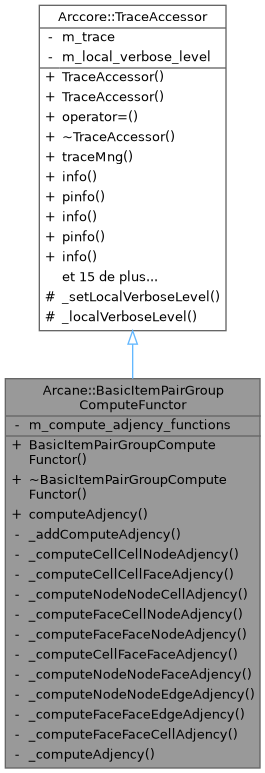 Arccore::TraceAccessor
- m_trace
- m_local_verbose_level
+ TraceAccessor()
+ TraceAccessor()
+ operator=()
+ ~TraceAccessor()
+ traceMng()
+ info()
+ pinfo()
+ info()
+ pinfo()
+ info()
et 15 de plus...
# _setLocalVerboseLevel()
# _localVerboseLevel()
Arcane::BasicItemPairGroup
ComputeFunctor
- m_compute_adjency_functions
+ BasicItemPairGroupCompute
Functor()
+ ~BasicItemPairGroupCompute
Functor()
+ computeAdjency()
- _addComputeAdjency()
- _computeCellCellNodeAdjency()
- _computeCellCellFaceAdjency()
- _computeNodeNodeCellAdjency()
- _computeFaceCellNodeAdjency()
- _computeFaceFaceNodeAdjency()
- _computeCellFaceFaceAdjency()
- _computeNodeNodeFaceAdjency()
- _computeNodeNodeEdgeAdjency()
- _computeFaceFaceEdgeAdjency()
- _computeFaceFaceCellAdjency()
- _computeAdjency()